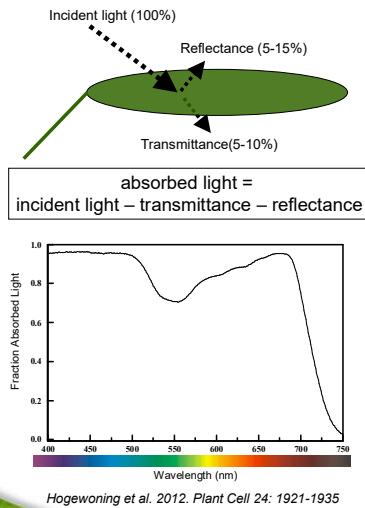 Incident light (100%)
Reflectance (5-15%)
Transmittance(5-10%)
absorbed light =
incident light – transmittance – reflectance
1.0
0.8
0.6
0.4
0.2
0.0
Fraction Absorbed Light
400 450 500 550 600 650 700 750
Wavelength (nm)
Hogewoning et al. 2012. Plant Cell 24: 1921-1935